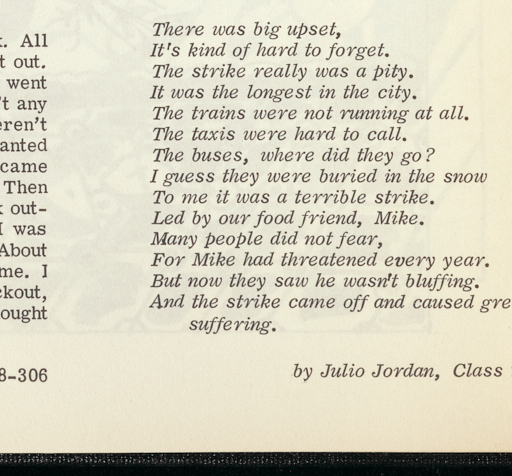 . All
t out.
went
't any
eren't
anted
came
Then
out-
I was
About
me. I
ckout,
ought
8-306
There was big upset,
It's kind of hard to forget.
The strike really was a pity.
It was the longest in the city.
The trains were not running at all.
The taxis were hard to call.
The buses, where did they go?
I guess they were buried in the snow
To me it was a terrible strike.
Led by our food friend, Mike.
Many people did not fear,
For Mike had threatened every year.
But now they saw he wasn't bluffing.
And the strike came off and caused gre
suffering.
by Julio Jordan, Class